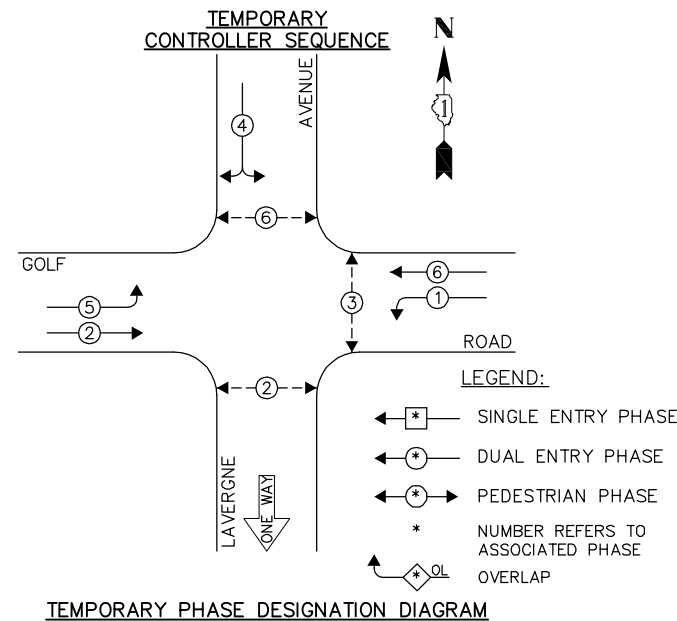 TEMPORARY
CONTROLLER SEQUENCE
N
AVENUE
1
4
6
GOLF
6
5
3
1
2
ROAD
2
LEGEND:
* SINGLE ENTRY PHASE
* DUAL ENTRY PHASE
* PEDESTRIAN PHASE
* NUMBER REFERS TO
ASSOCIATED PHASE
* OL OVERLAP
LAVERGNE
ONE WAY
TEMPORARY PHASE DESIGNATION DIAGRAM